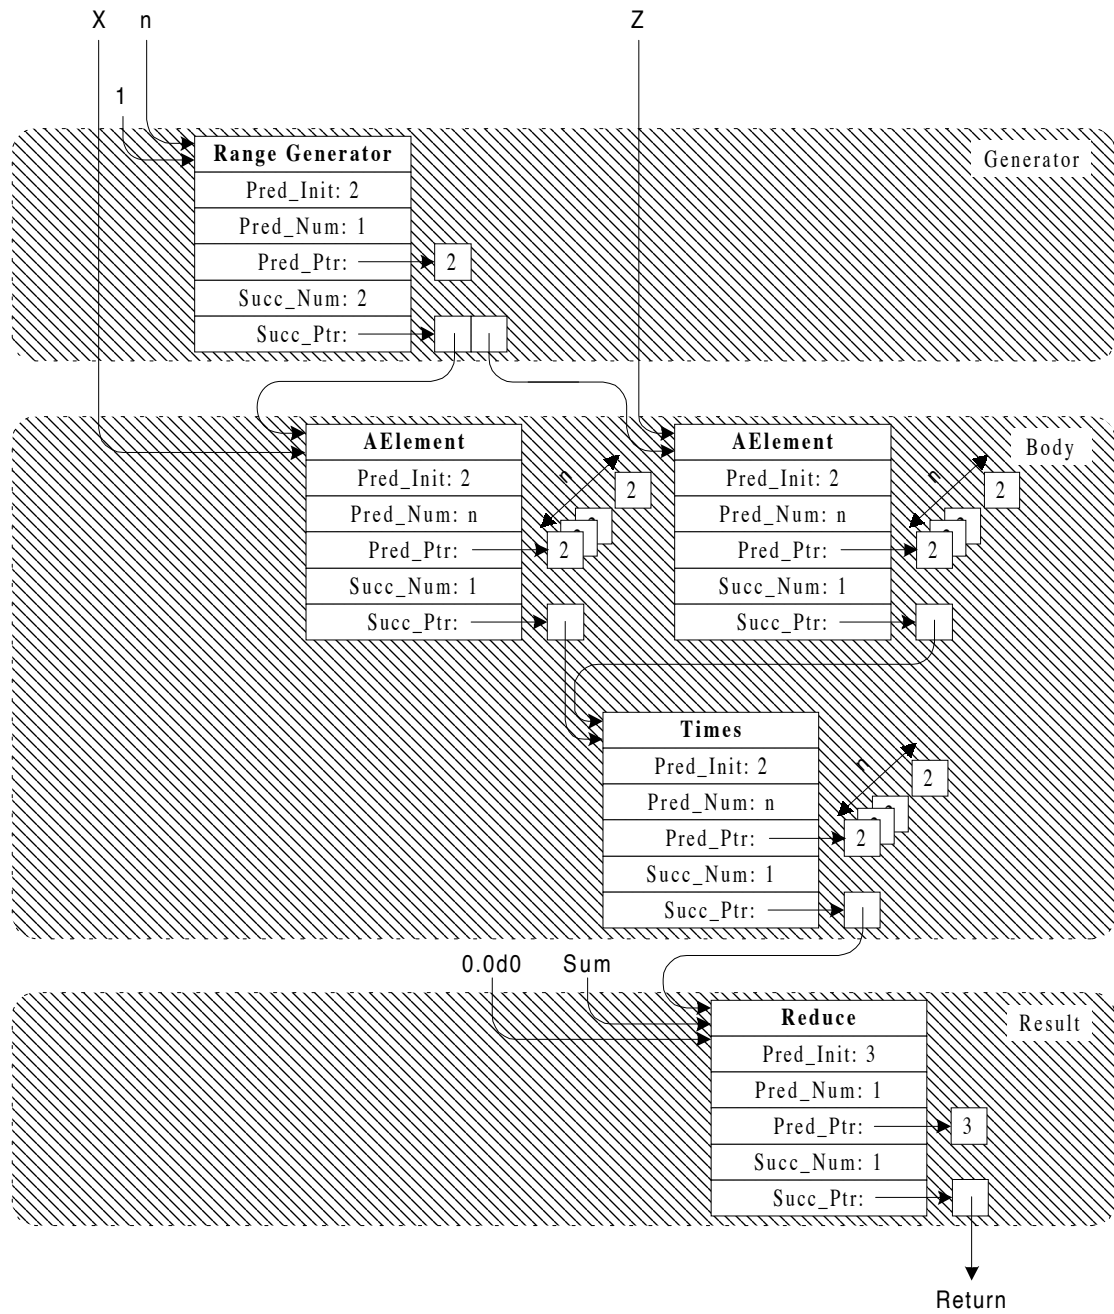 X n Z
1
Generator
Range Generator
Pred_Init: 2
Pred_Num: 1
Pred_Ptr: 2
Succ_Num: 2
Succ_Ptr:
Body
AElement
Pred_Init: 2
Pred_Num: n
Pred_Ptr: 2
Succ_Num: 1
Succ_Ptr:
n
2
AElement
Pred_Init: 2
Pred_Num: n
Pred_Ptr: 2
Succ_Num: 1
Succ_Ptr:
n
2
Times
Pred_Init: 2
Pred_Num: n
Pred_Ptr: 2
Succ_Num: 1
Succ_Ptr:
n
2
0.0d0 Sum
Result
Reduce
Pred_Init: 3
Pred_Num: 1
Pred_Ptr: 3
Succ_Num: 1
Succ_Ptr:
Return